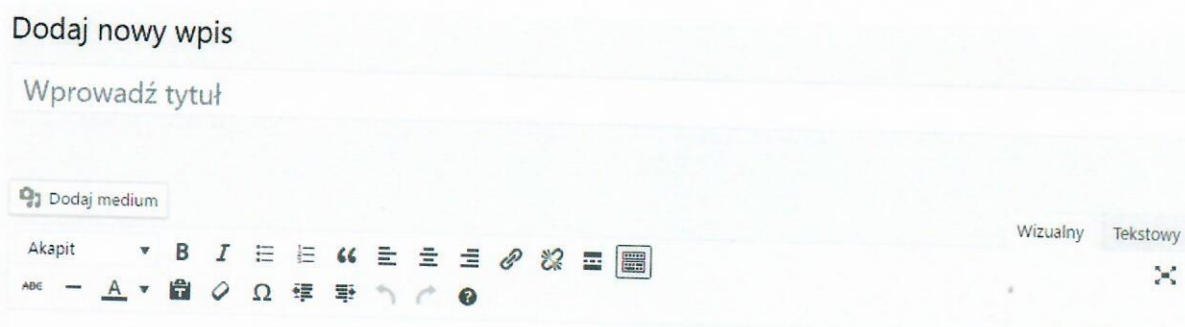 Dodaj nowy wpis
Wprowadź tytuł
Dodaj medium
Wizualny Tekstowy
Akapit B I
ABC A Ω